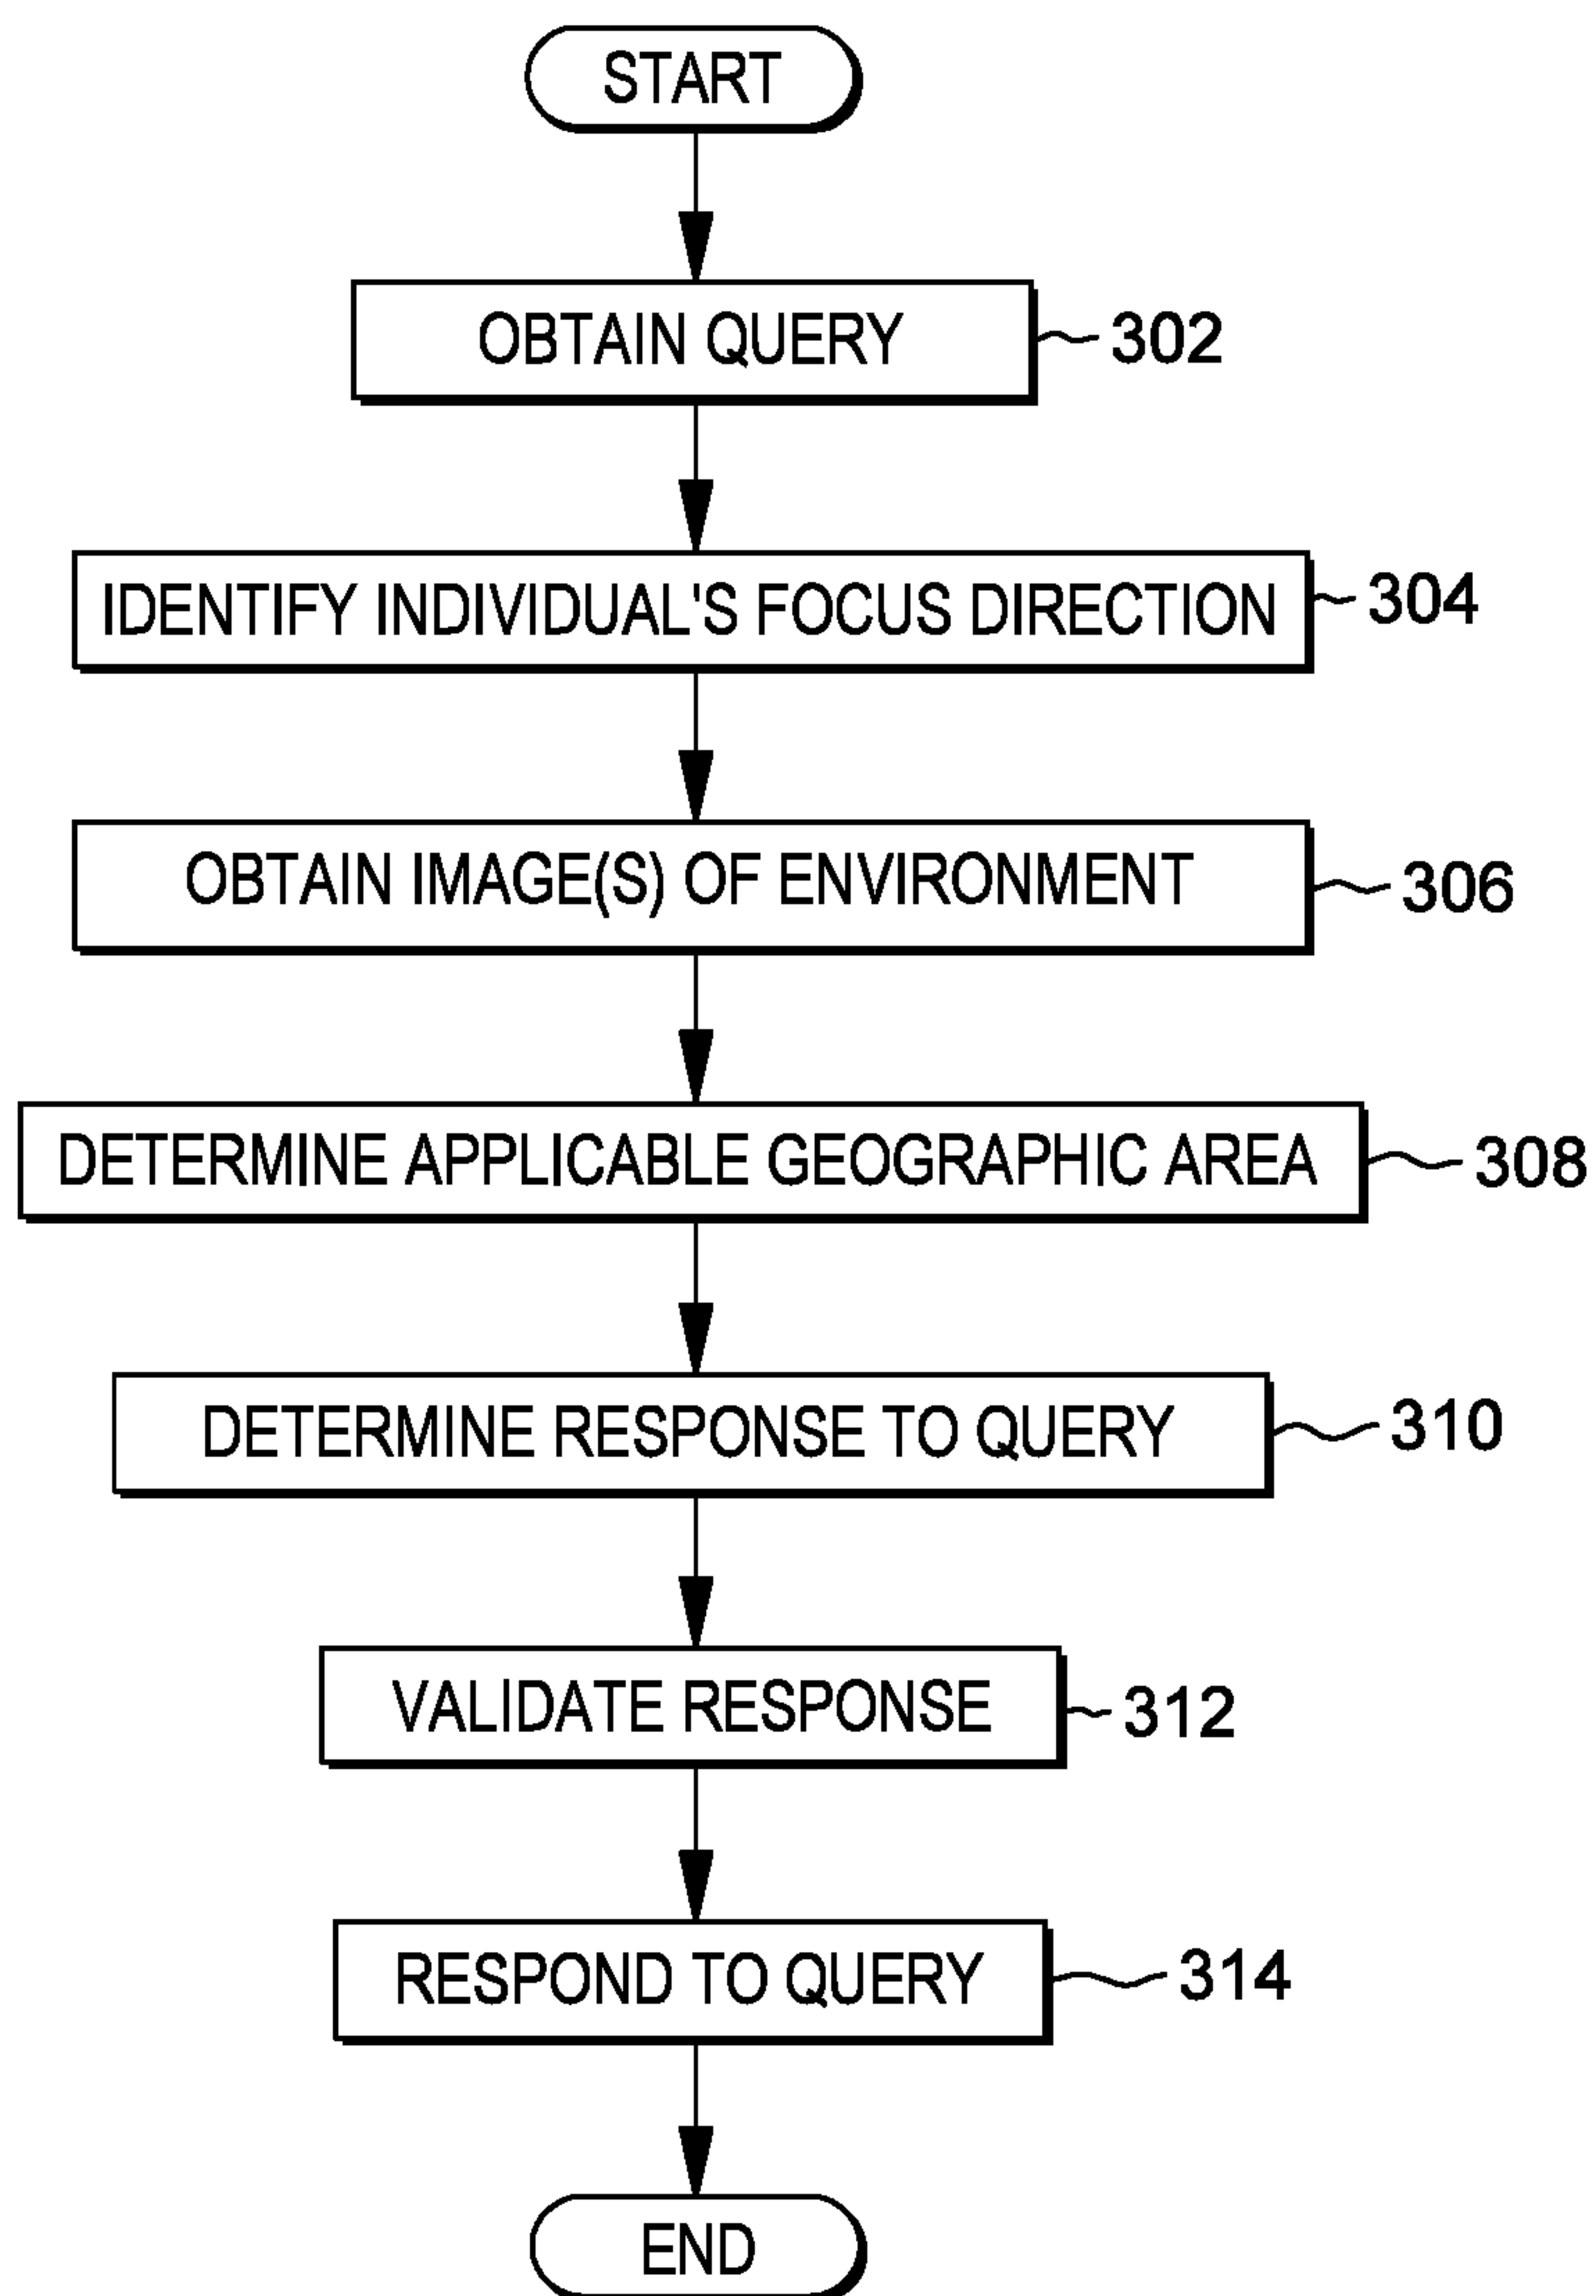 START
OBTAIN QUERY
302
IDENTIFY INDIVIDUAL'S FOCUS DIRECTION
304
OBTAIN IMAGE(S) OF ENVIRONMENT
306
DETERMINE APPLICABLE GEOGRAPHIC AREA
308
DETERMINE RESPONSE TO QUERY
310
VALIDATE RESPONSE
312
RESPOND TO QUERY
314
END